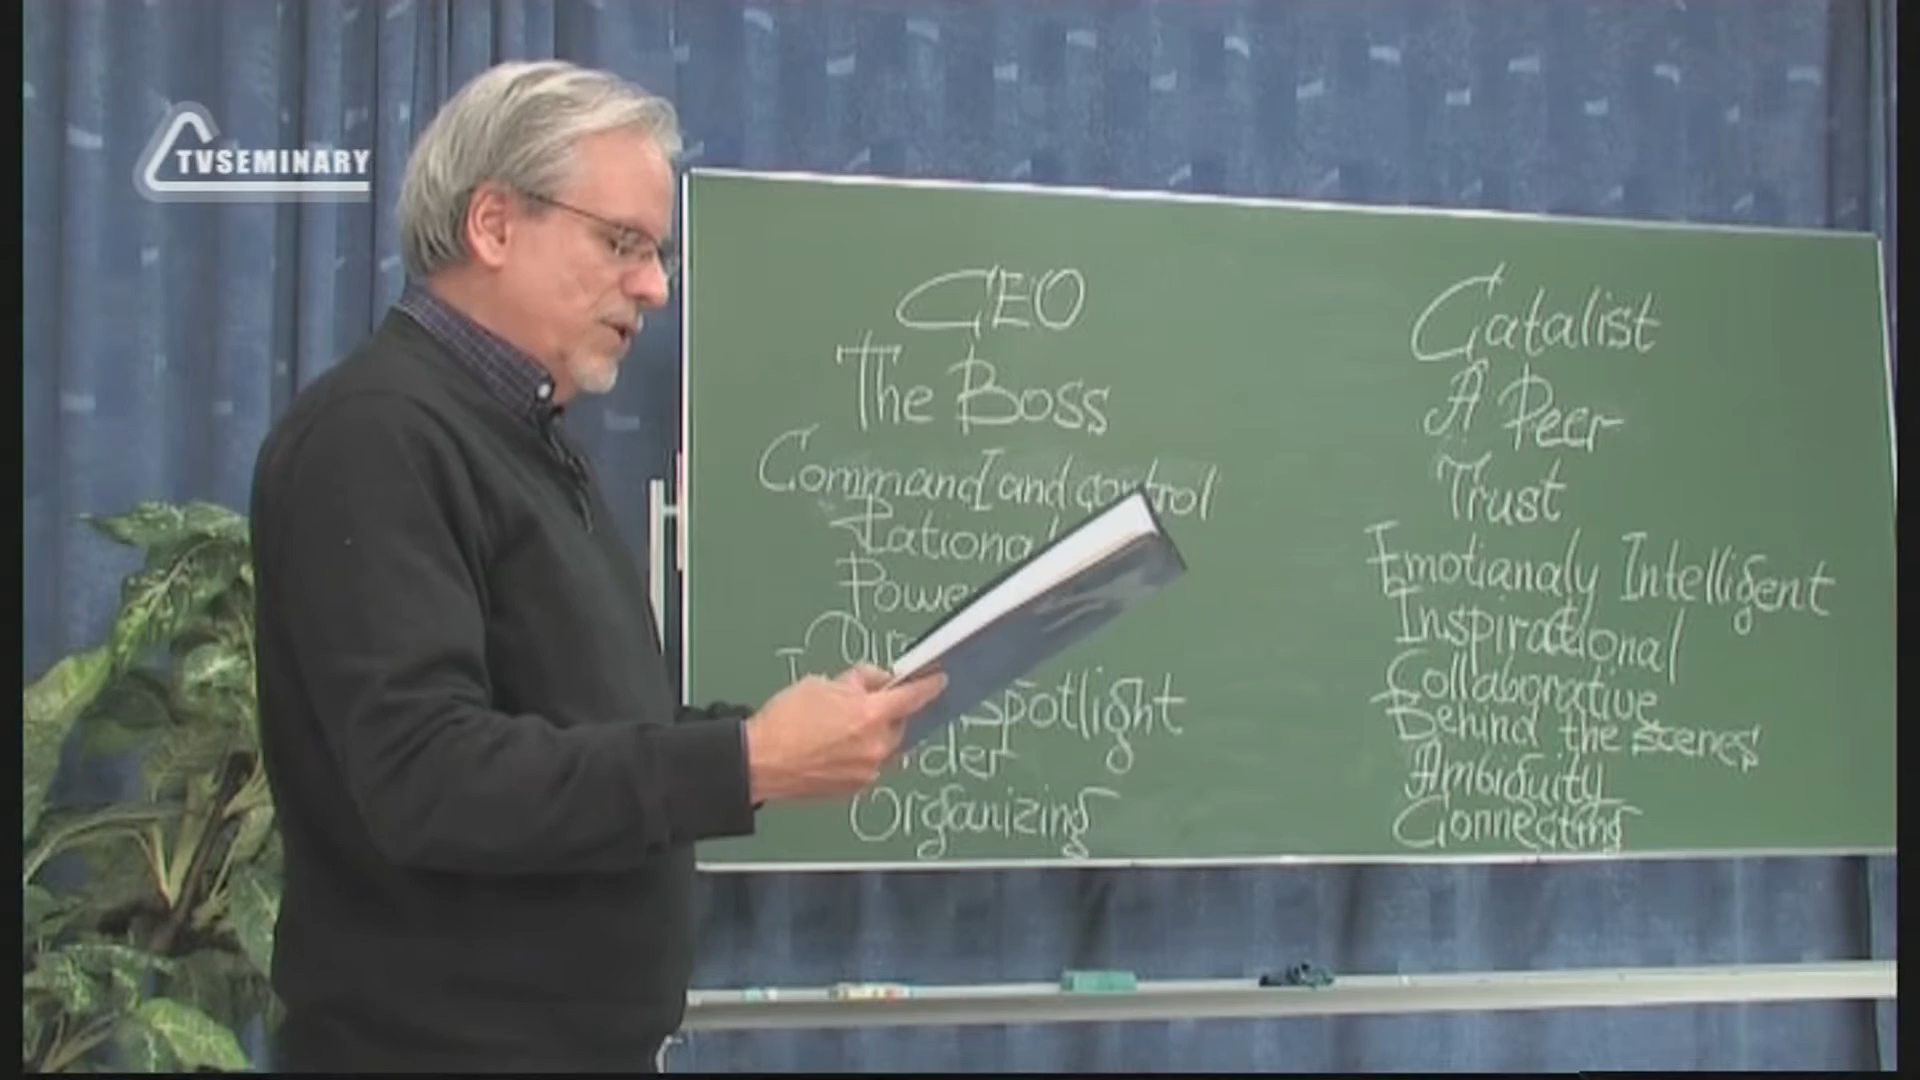 TVSEMINARY
CEO
The Boss
Command and control
Power
Spotlight
Organizing
Catalist
A Peer
Trust
Emotianaly Intelligent
Inspirational
Collaborative
Behind the scenes
Ambiguity
Connecting